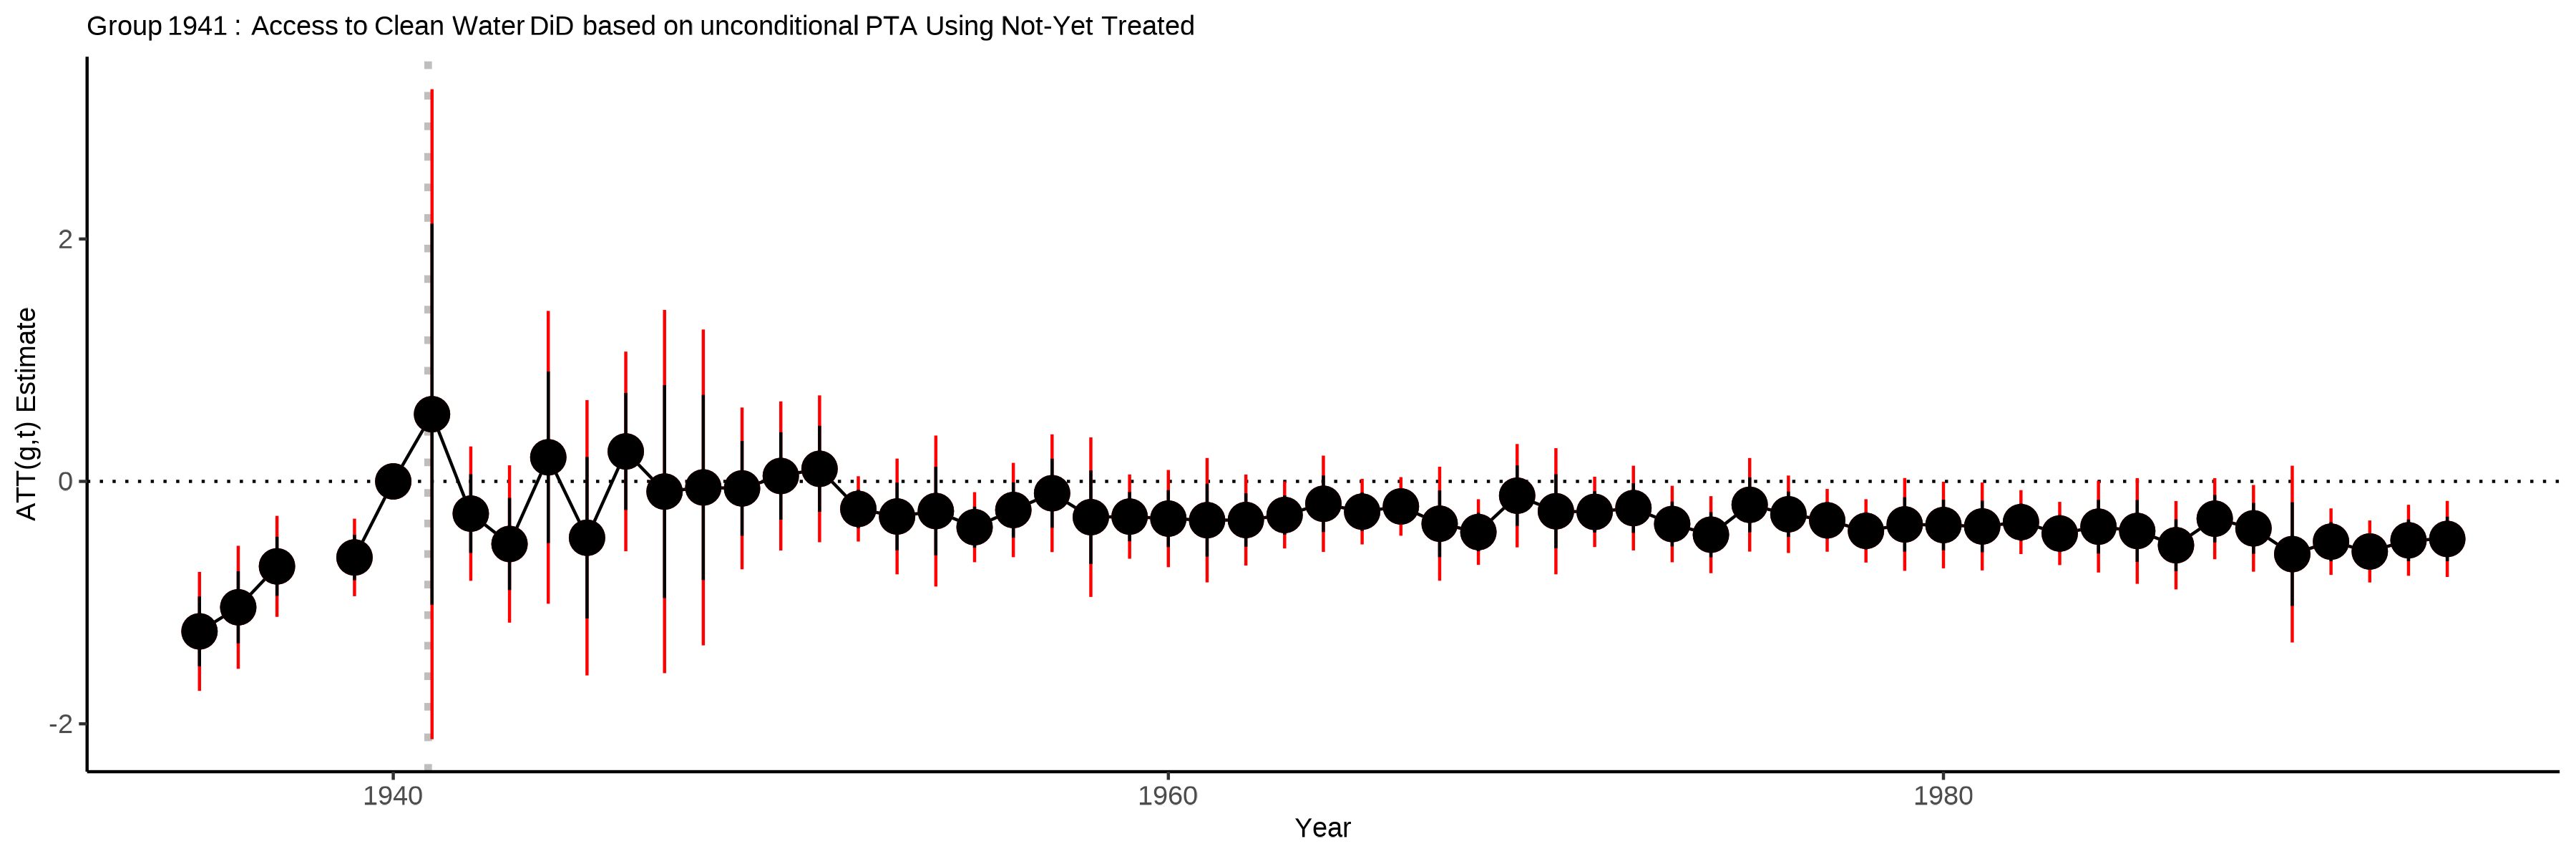 Group 1941 : Access to Clean Water DiD based on unconditional PTA Using Not-Yet Treated
ATT(g,t) Estimate
2
0
-2
1940
1960
1980
Year